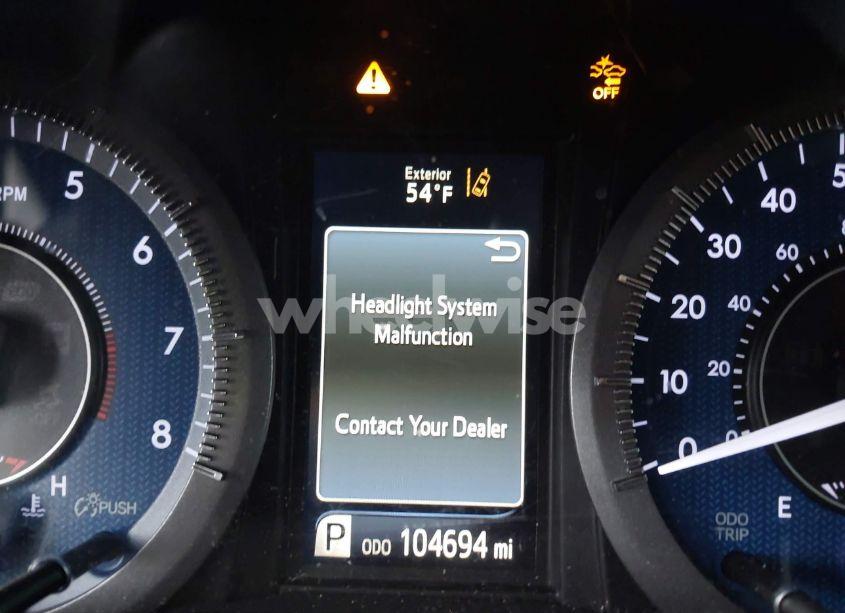 OFF
Exterior
54°F
RPM
5
6
7
8
H
PUSH
Headlight System
Malfunction
Contact Your Dealer
wheelwise
P ODO 104694 mi
40
30
20
10
0
60
40
20
ODO
TRIP
E